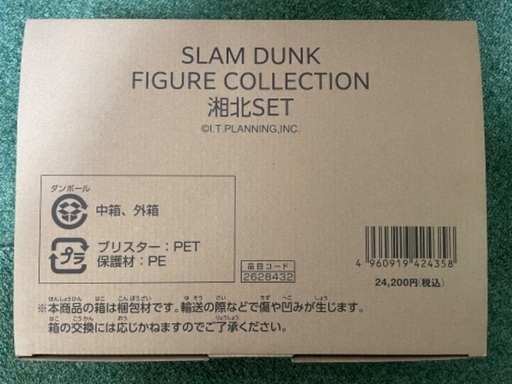 SLAM DUNK
FIGURE COLLECTION
湘北SET
©I.T.PLANNING,INC.
ダンボール
中箱、外箱
プラ
ブリスター：PET
保護材：PE
品目コード
2628432
4 960919 424358
24,200円(税込)
※本商品の箱は梱包材です。輸送の際などで傷や凹みが生じます。
箱の交換には応じかねますのでご了承ください。